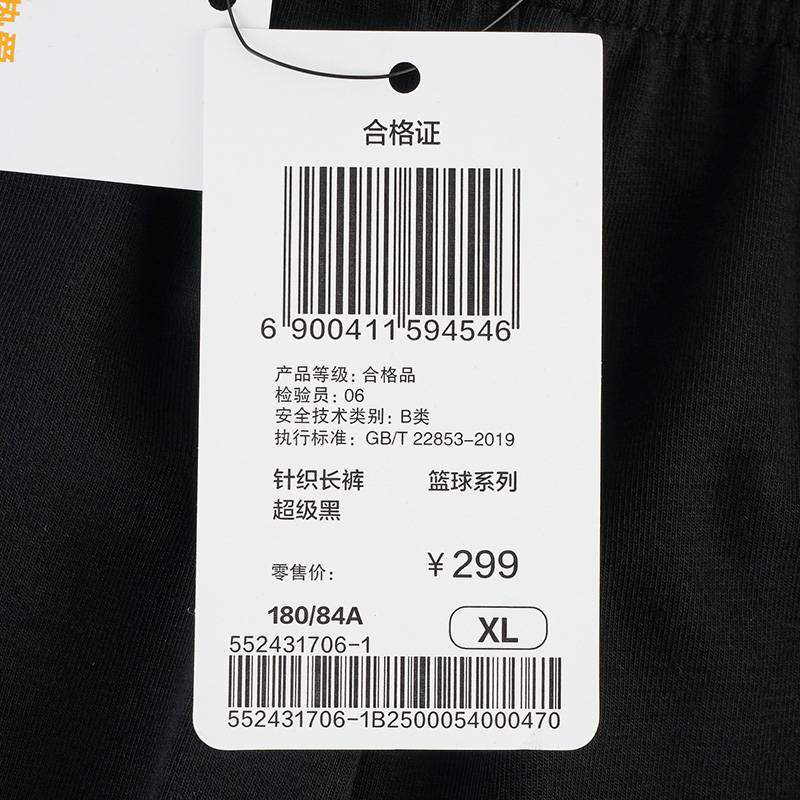 合格证
6 900411 594546
产品等级: 合格品
检验员: 06
安全技术类别: B类
执行标准: GB/T 22853-2019
针织长裤 篮球系列
超级黑
零售价: ¥299
180/84A XL
552431706-1
552431706-1B2500054000470